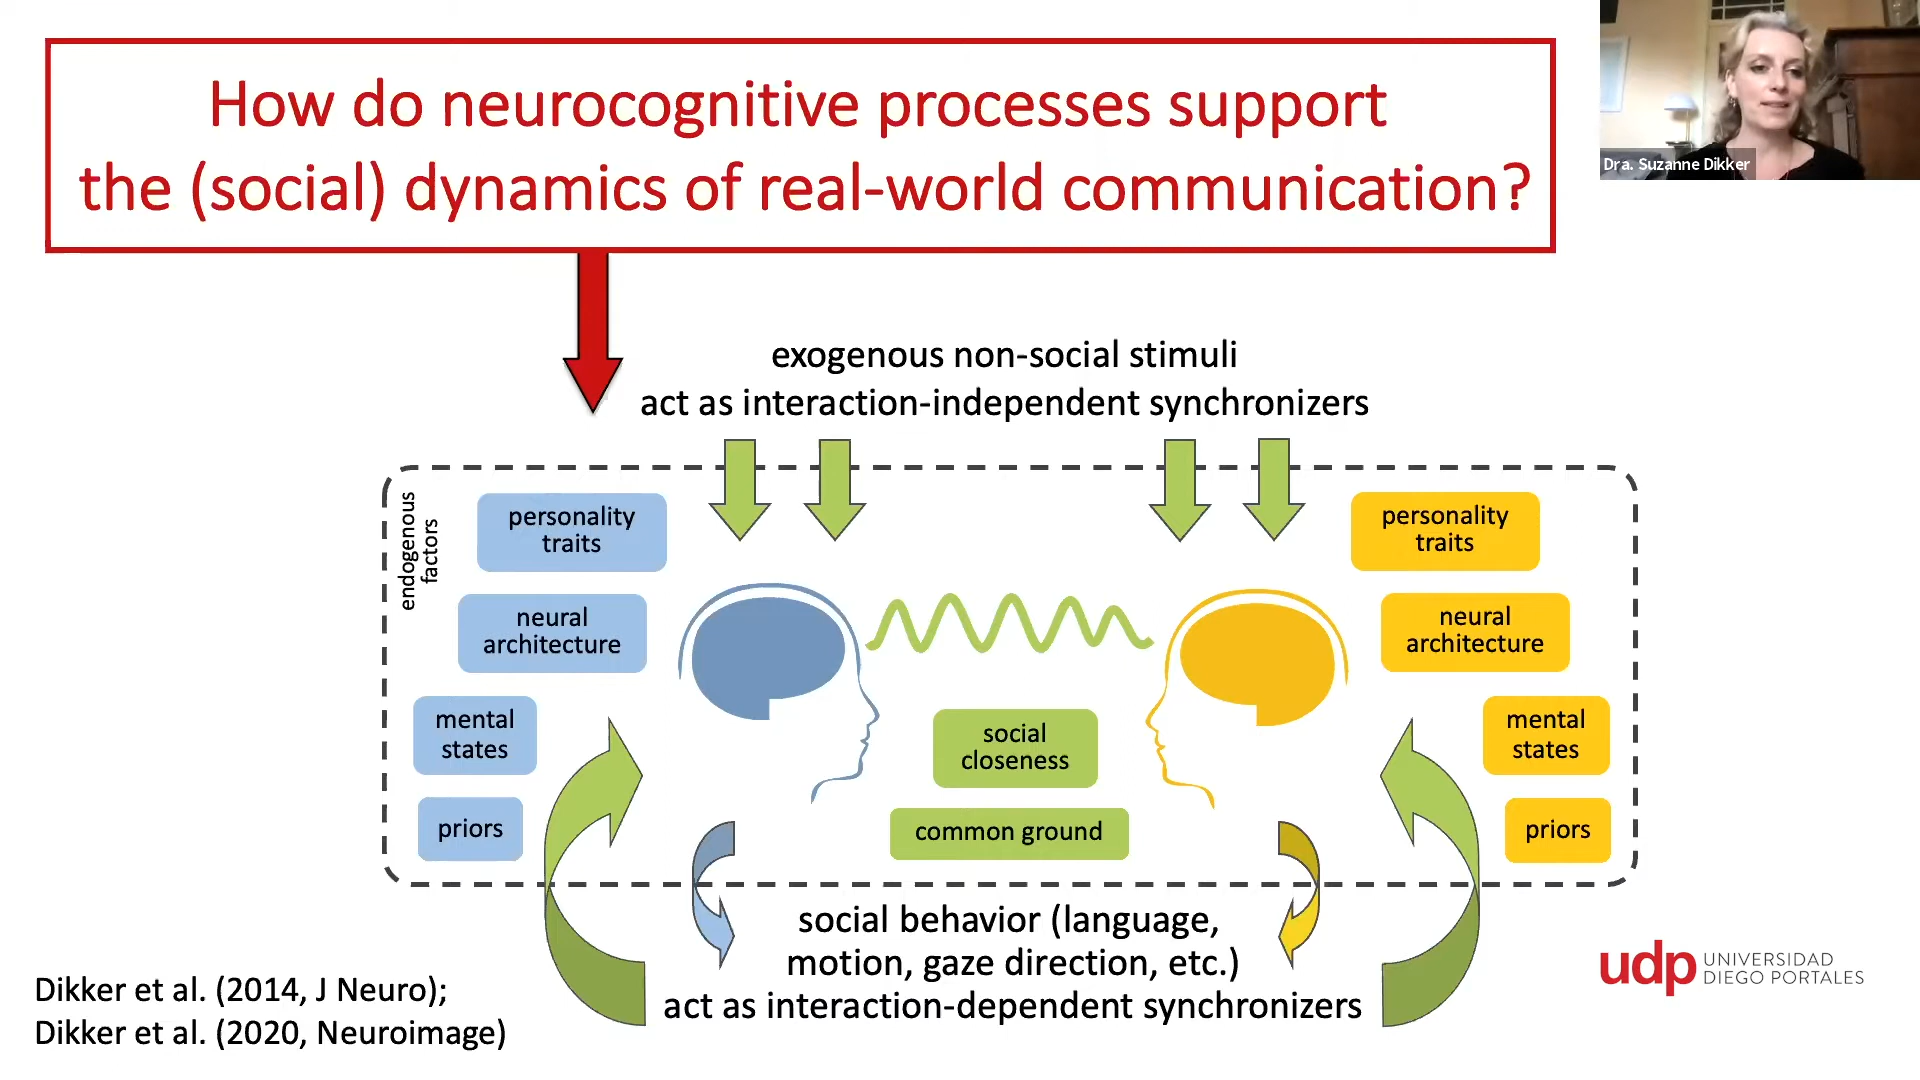 How do neurocognitive processes support
the (social) dynamics of real-world communication?
Dra. Suzanne Dikker
exogenous non-social stimuli
act as interaction-independent synchronizers
endogenous
factors
personality
traits
neural
architecture
mental
states
priors
social
closeness
common ground
personality
traits
neural
architecture
mental
states
priors
social behavior (language,
motion, gaze direction, etc.)
act as interaction-dependent synchronizers
Dikker et al. (2014, J Neuro);
Dikker et al. (2020, Neuroimage)
udp UNIVERSIDAD
DIEGO PORTALES